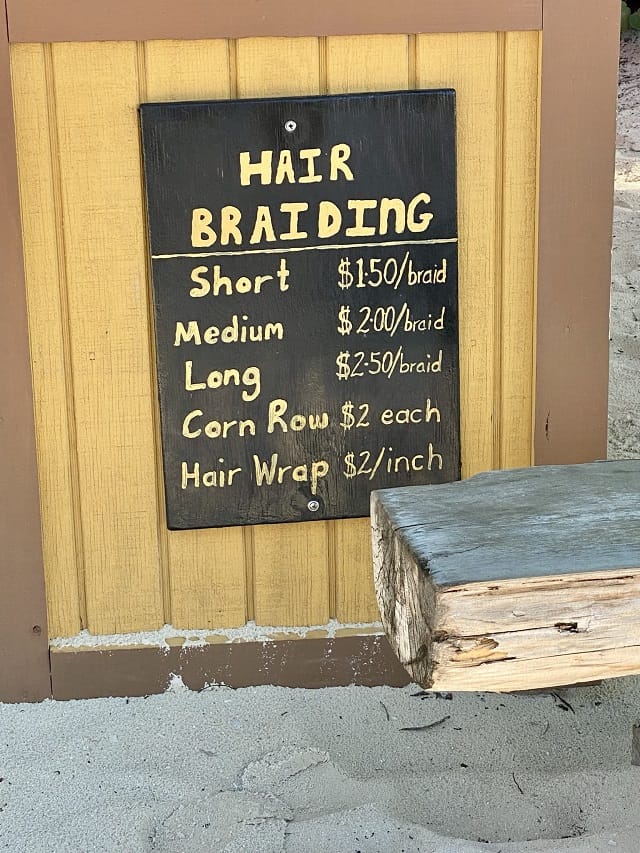 HAIR
BRAIDING
Short $1.50/braid
Medium $2.00/braid
Long $2.50/braid
Corn Row $2 each
Hair Wrap $2/inch